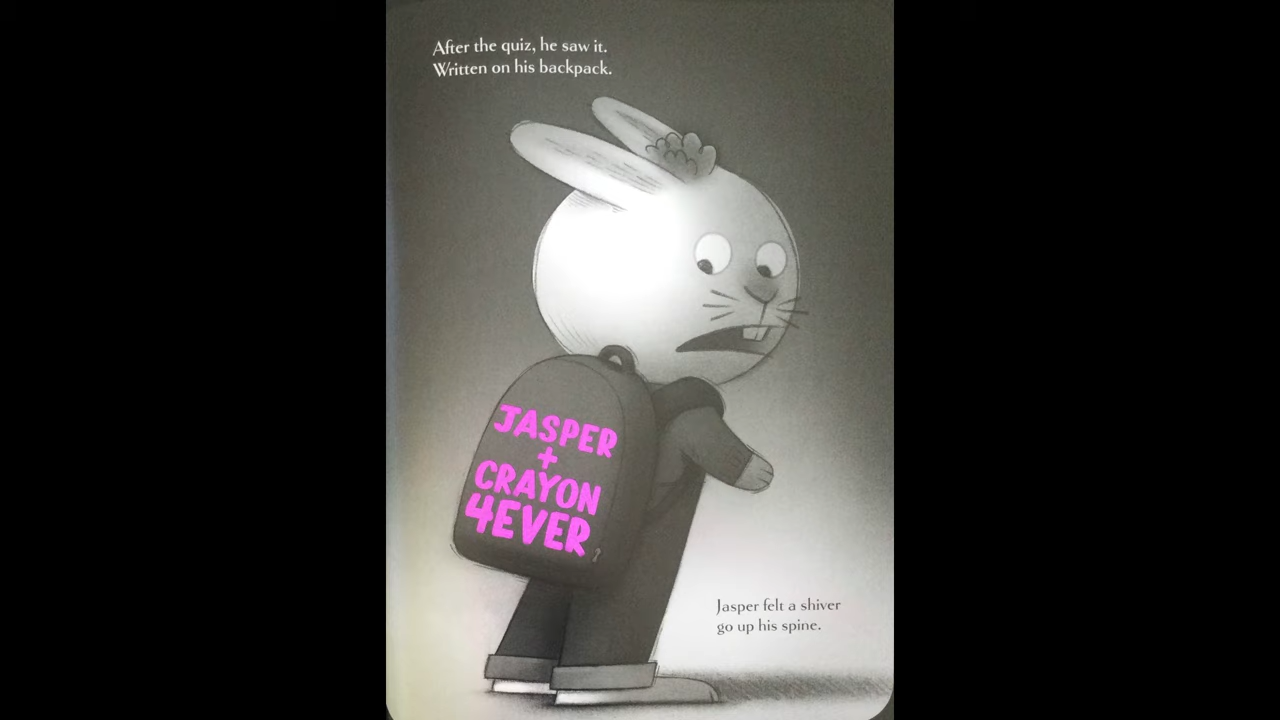 After the quiz, he saw it.
Written on his backpack.
JASPER
+
CRAYON
4EVER
Jasper felt a shiver
go up his spine.